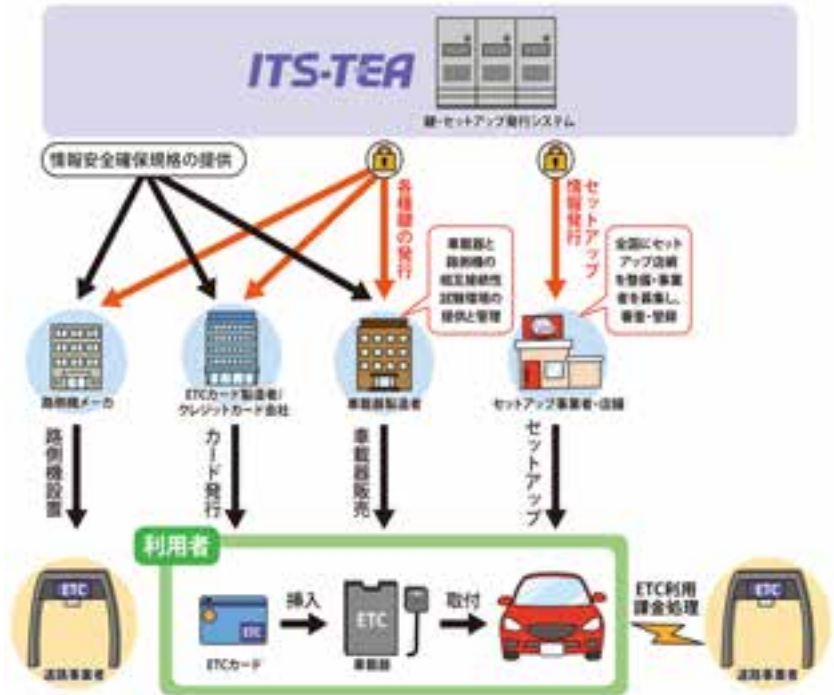 ITS-TEA
鍵・セットアップ発行システム
情報安全確保規格の提供
各種鍵の発行
セットアップ
情報発行
車載器と
路側機の
相互接続性
試験環境の
提供と管理
全国にセット
アップ店網
を整備・事業
者を募集し、
審査・登録
路側機メーカ
ETCカード製造者/
クレジットカード会社
車載器製造者
セットアップ事業者・店舗
路側機設置
カード発行
車載器販売
セットアップ
利用者
ETC
道路事業者
ETC
ETCカード
挿入
ETC
車載器
取付
ETC利用
課金処理
ETC
道路事業者